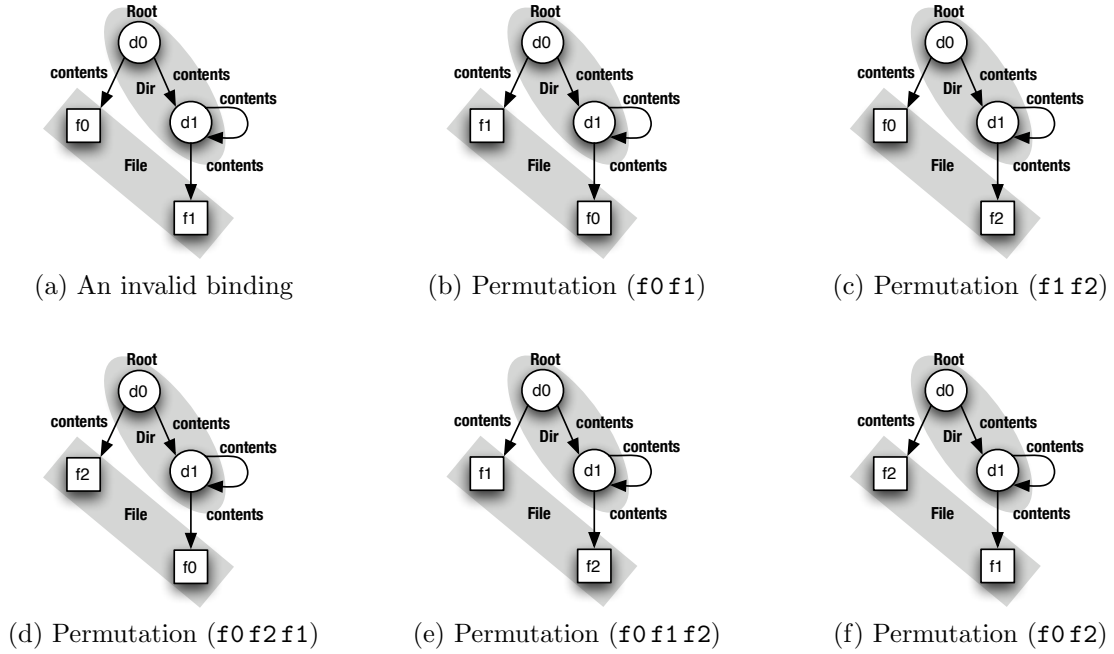 Root
d0
contents
contents
Dir
contents
f0
d1
File
contents
f1
(a) An invalid binding
Root
d0
contents
contents
Dir
contents
f1
d1
File
contents
f0
(b) Permutation (f0 f1)
Root
d0
contents
contents
Dir
contents
f0
d1
File
contents
f2
(c) Permutation (f1 f2)
Root
d0
contents
contents
Dir
contents
f2
d1
File
contents
f0
(d) Permutation (f0 f2 f1)
Root
d0
contents
contents
Dir
contents
f1
d1
File
contents
f2
(e) Permutation (f0 f1 f2)
Root
d0
contents
contents
Dir
contents
f2
d1
File
contents
f1
(f) Permutation (f0 f2)